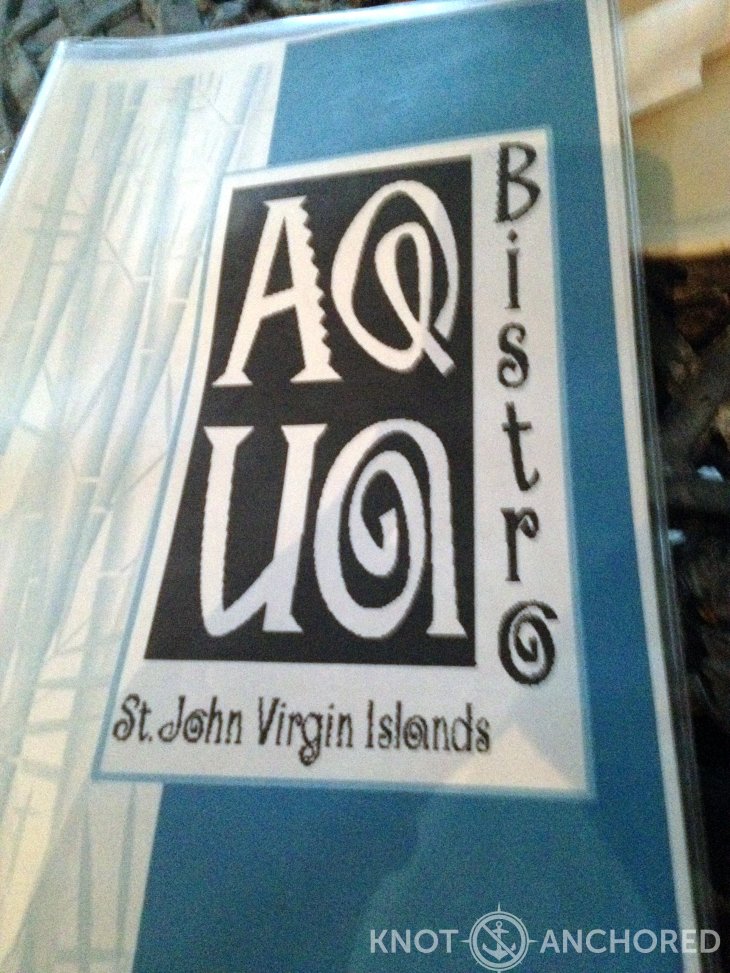 AQ
UA
Bistro
St. John Virgin Islands
KNOT ANCHORED